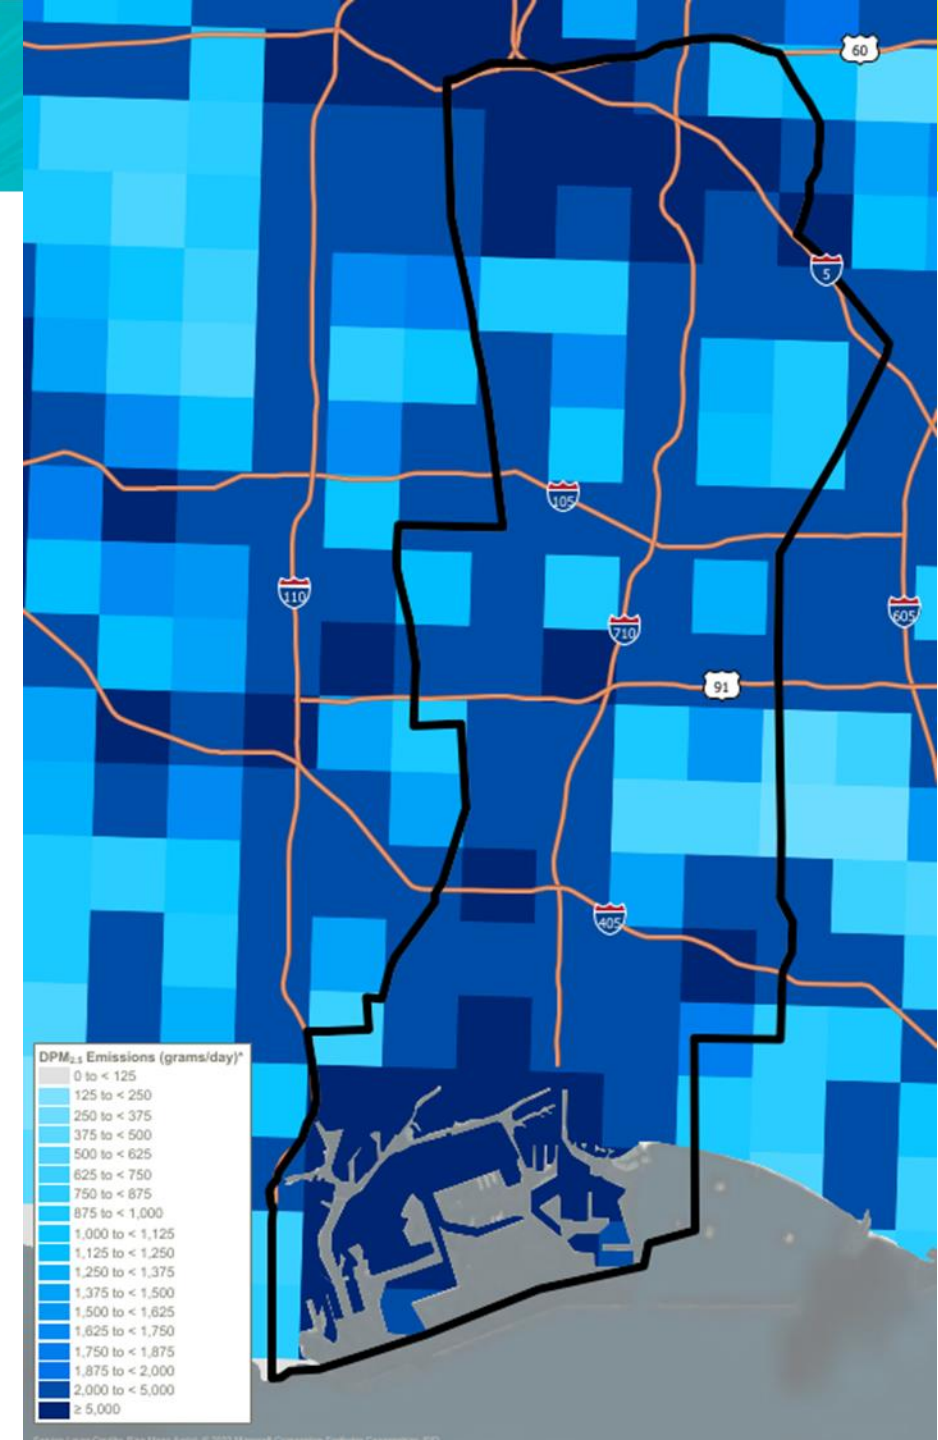 60
5
105
110
605
710
91
405
DPM2.5 Emissions (grams/day)*
0 to < 125
125 to < 250
250 to < 375
375 to < 500
500 to < 625
625 to < 750
750 to < 875
875 to < 1,000
1,000 to < 1,125
1,125 to < 1,250
1,250 to < 1,375
1,375 to < 1,500
1,500 to < 1,625
1,625 to < 1,750
1,750 to < 1,875
1,875 to < 2,000
2,000 to < 5,000
≥ 5,000